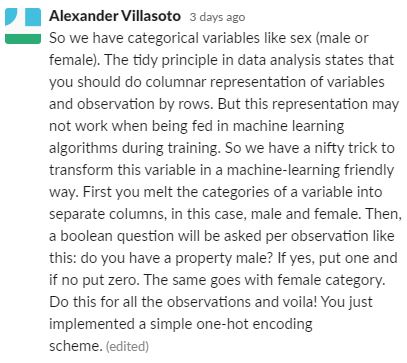 Alexander Villasoto 3 days ago
So we have categorical variables like sex (male or
female). The tidy principle in data analysis states that
you should do columnar representation of variables
and observation by rows. But this representation may
not work when being fed in machine learning
algorithms during training. So we have a nifty trick to
transform this variable in a machine-learning friendly
way. First you melt the categories of a variable into
separate columns, in this case, male and female. Then,
a boolean question will be asked per observation like
this: do you have a property male? If yes, put one and
if no put zero. The same goes with female category.
Do this for all the observations and voila! You just
implemented a simple one-hot encoding
scheme. (edited)